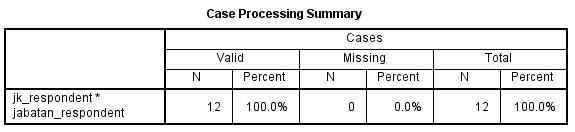 Case Processing Summary
Cases
Valid Missing Total
N Percent N Percent N Percent
jk_respondent *
jabatan_respondent 12 100.0% 0 0.0% 12 100.0%